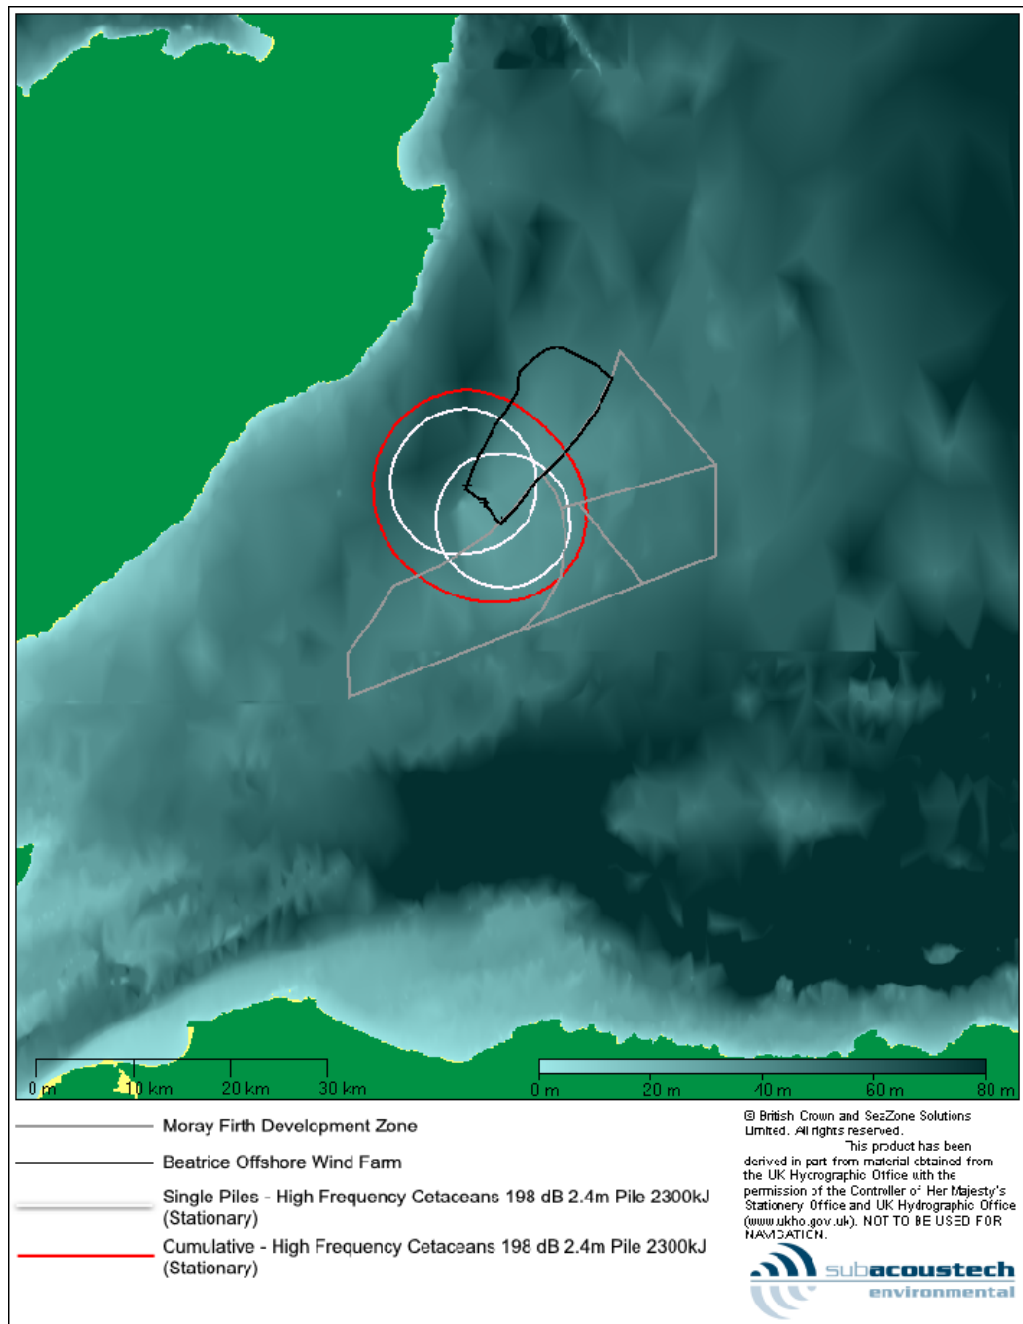 0 m 10 km 20 km 30 km
0 m 20 m 40 m 60 m 80 m
Moray Firth Development Zone
Beatrice Offshore Wind Farm
Single Piles - High Frequency Cetaceans 198 dB 2.4m Pile 2300kJ
(Stationary)
Cumulative - High Frequency Cetaceans 198 dB 2.4m Pile 2300kJ
(Stationary)
© British Crown and SeaZone Solutions
Limited. All rights reserved.
This product has been
derived in part from material obtained from
the UK Hydrographic Office with the
permission of the Controller of Her Majesty's
Stationery Office and UK Hydrographic Office
(www.ukho.gov.uk). NOT TO BE USED FOR
NAVIGATION.
subacoustech
environmental